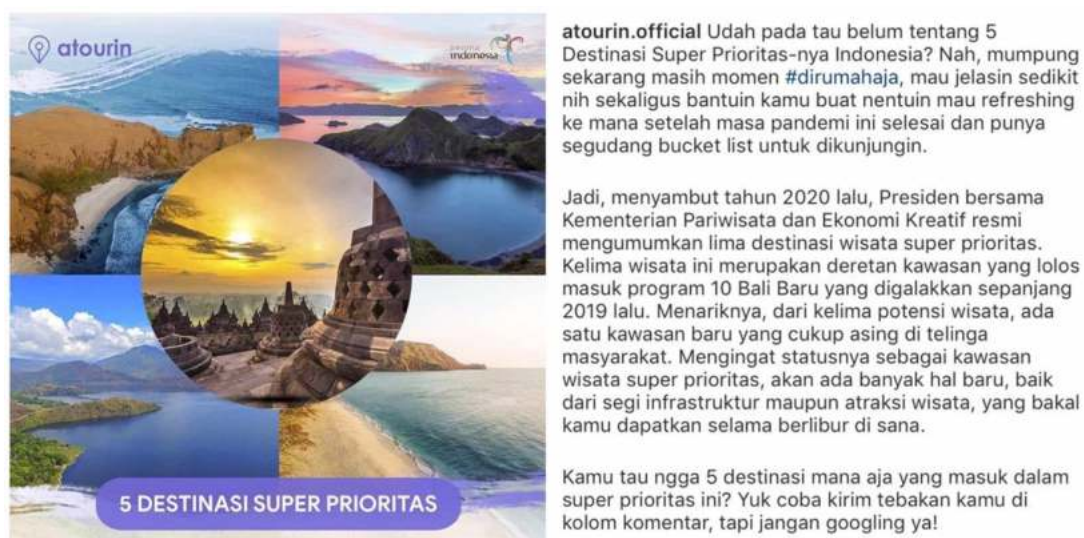 atourin
pesona
indonesia
5 DESTINASI SUPER PRIORITAS
atourin.official Udah pada tau belum tentang 5
Destinasi Super Prioritas-nya Indonesia? Nah, mumpung
sekarang masih momen #dirumahaja, mau jelasin sedikit
nih sekaligus bantuin kamu buat nentuin mau refreshing
ke mana setelah masa pandemi ini selesai dan punya
segudang bucket list untuk dikunjungin.
Jadi, menyambut tahun 2020 lalu, Presiden bersama
Kementerian Pariwisata dan Ekonomi Kreatif resmi
mengumumkan lima destinasi wisata super prioritas.
Kelima wisata ini merupakan deretan kawasan yang lolos
masuk program 10 Bali Baru yang digalakkan sepanjang
2019 lalu. Menariknya, dari kelima potensi wisata, ada
satu kawasan baru yang cukup asing di telinga
masyarakat. Mengingat statusnya sebagai kawasan
wisata super prioritas, akan ada banyak hal baru, baik
dari segi infrastruktur maupun atraksi wisata, yang bakal
kamu dapatkan selama berlibur di sana.
Kamu tau ngga 5 destinasi mana aja yang masuk dalam
super prioritas ini? Yuk coba kirim tebakan kamu di
kolom komentar, tapi jangan googling ya!